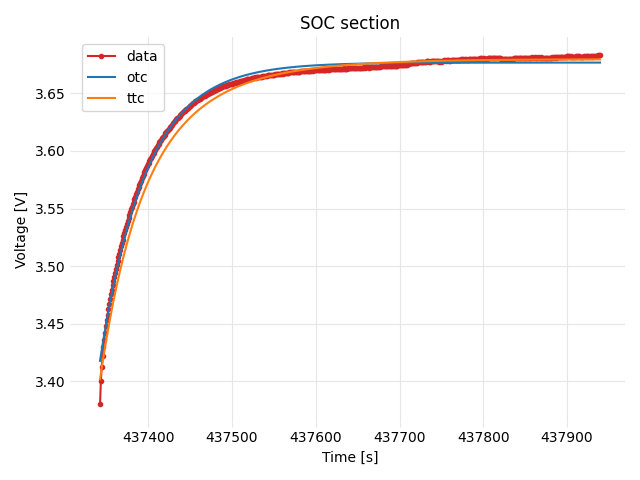 SOC section
data
otc
ttc
Voltage [V]
3.65
3.60
3.55
3.50
3.45
3.40
437400 437500 437600 437700 437800 437900
Time [s]